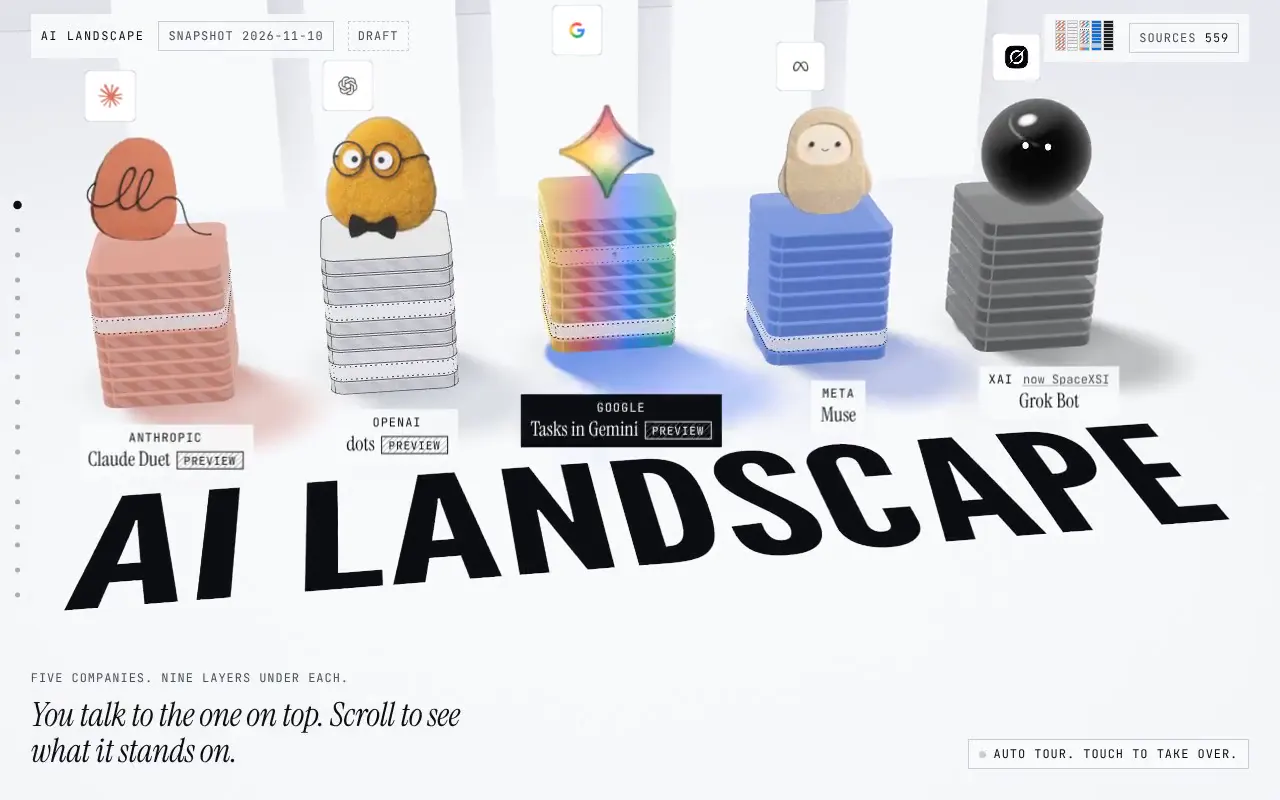 AI LANDSCAPE
SNAPSHOT 2026-11-10
DRAFT
SOURCES 559
ANTHROPIC
Claude Duet PREVIEW
OPENAI
dots PREVIEW
GOOGLE
Tasks in Gemini PREVIEW
META
Muse
XAI now SpaceXSI
Grok Bot
AI LANDSCAPE
FIVE COMPANIES. NINE LAYERS UNDER EACH.
You talk to the one on top. Scroll to see
what it stands on.
AUTO TOUR. TOUCH TO TAKE OVER.